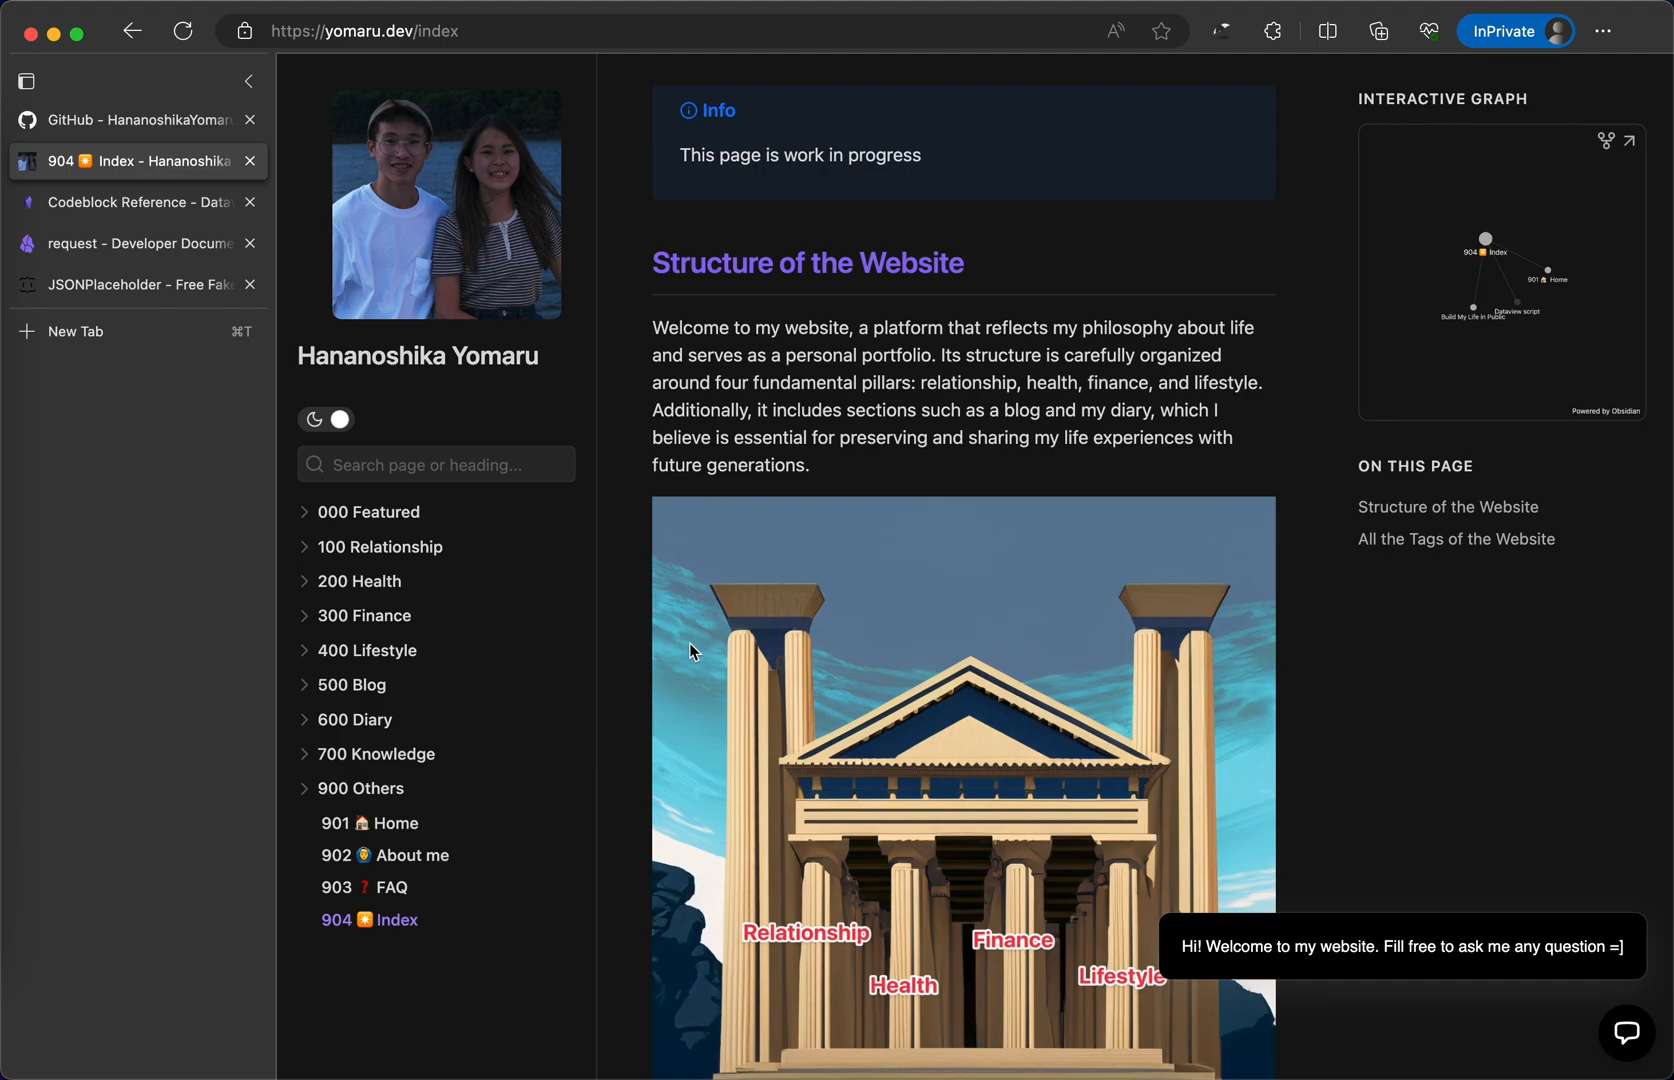 https://yomaru.dev/index
InPrivate
GitHub - HananoshikaYomar
904 Index - Hananoshika
Codeblock Reference - Data
request - Developer Docume
JSONPlaceholder - Free Fake
New Tab ⌘T
Hananoshika Yomaru
Search page or heading...
000 Featured
100 Relationship
200 Health
300 Finance
400 Lifestyle
500 Blog
600 Diary
700 Knowledge
900 Others
901 🏠 Home
902 🙆‍♂️ About me
903 ❓ FAQ
904 ✴️ Index
Info
This page is work in progress
Structure of the Website
Welcome to my website, a platform that reflects my philosophy about life
and serves as a personal portfolio. Its structure is carefully organized
around four fundamental pillars: relationship, health, finance, and lifestyle.
Additionally, it includes sections such as a blog and my diary, which I
believe is essential for preserving and sharing my life experiences with
future generations.
Relationship
Health
Finance
Lifestyle
INTERACTIVE GRAPH
904 ✴️ Index
901 🏠 Home
Build My Life in Public
Dataview script
Powered by Obsidian
ON THIS PAGE
Structure of the Website
All the Tags of the Website
Hi! Welcome to my website. Fill free to ask me any question =]